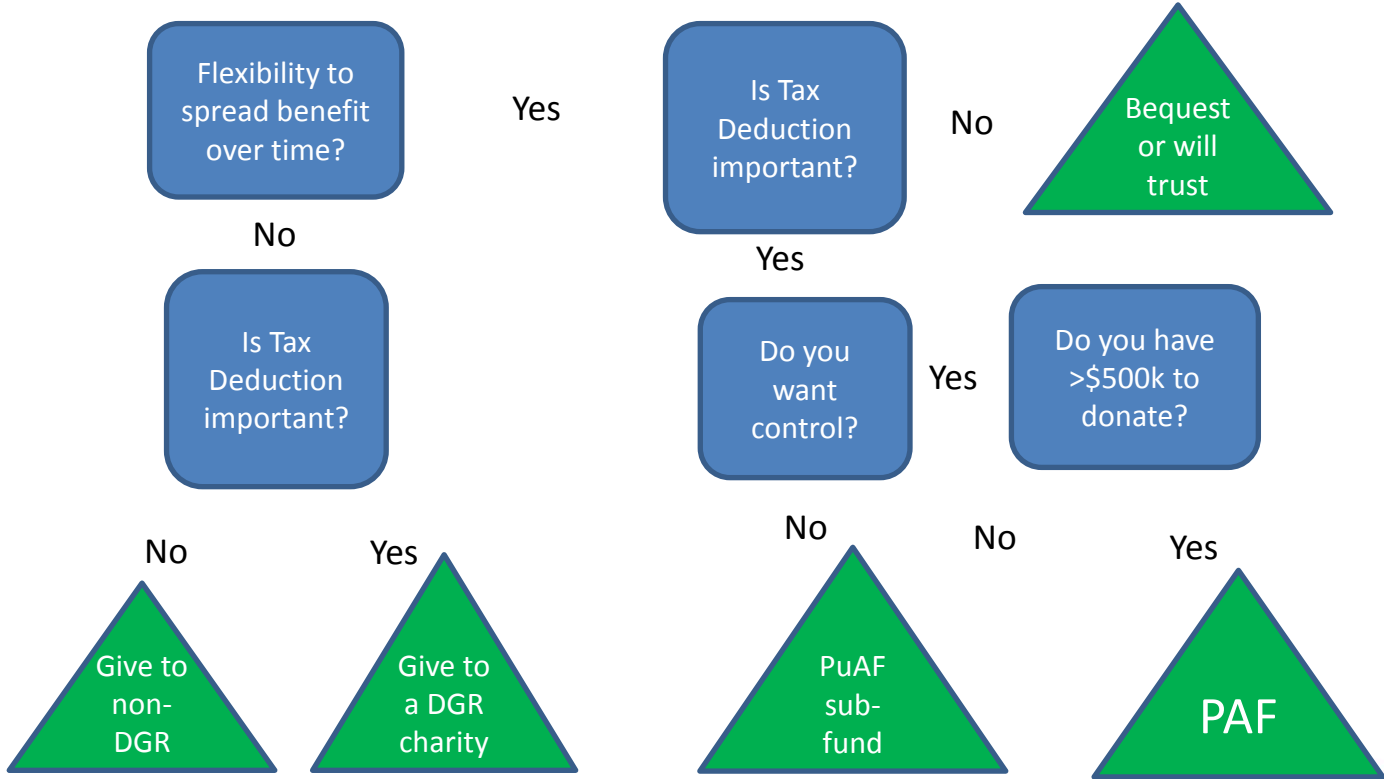 Flexibility to
spread benefit
over time?
Yes
Is Tax
Deduction
important?
No
Bequest
or will
trust
No
Yes
Is Tax
Deduction
important?
Do you
want
control?
Yes
Do you have
>$500k to
donate?
No
Yes
No
No
Yes
Give to
non-
DGR
Give to
a DGR
charity
PuAF
sub-
fund
PAF